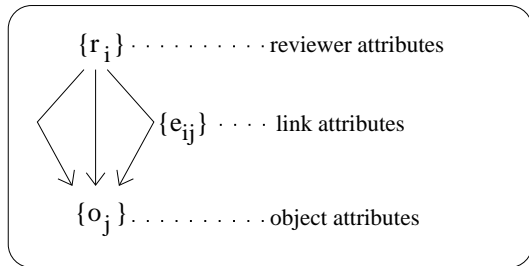 {r_i} . . . . . . . . . . . reviewer attributes
{e_ij} . . . . link attributes
{o_j} . . . . . . . . . . . object attributes